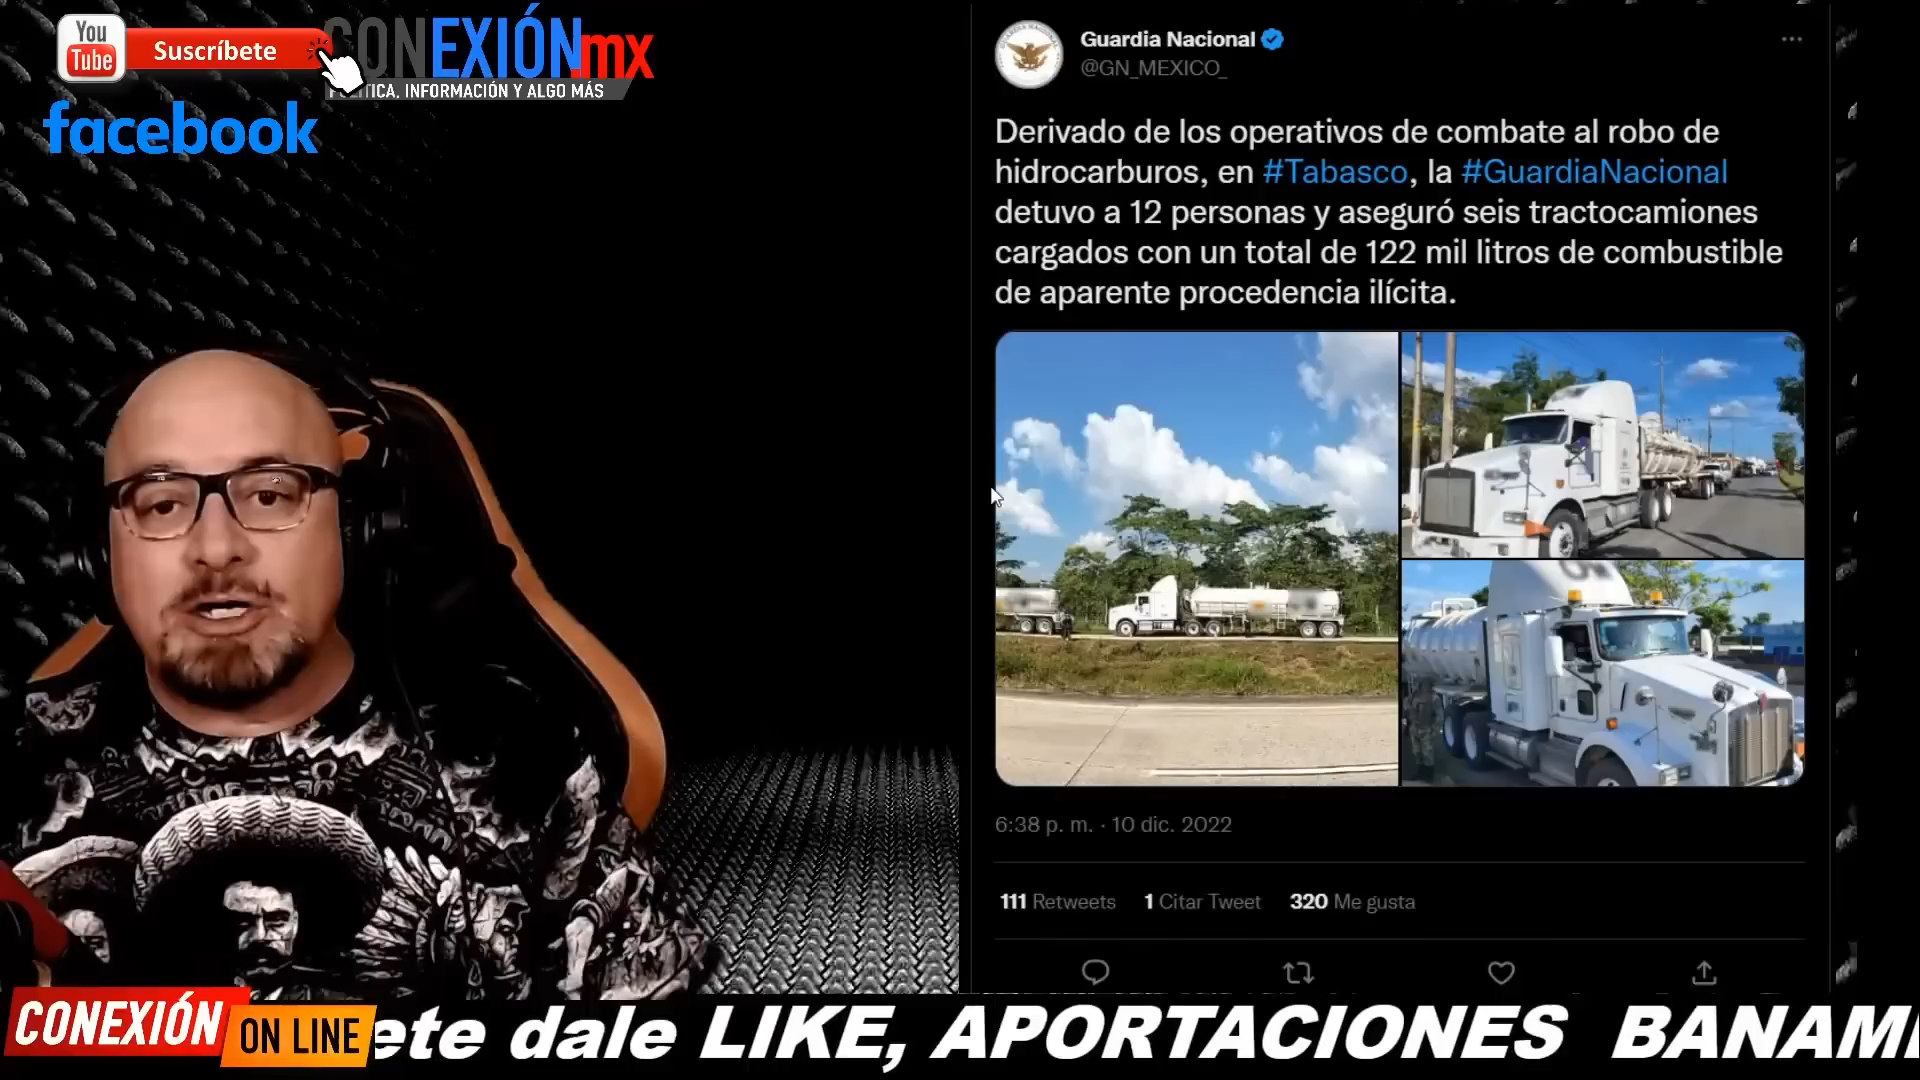 You
Tube
Suscríbete
CONEXIÓN.mx
POLÍTICA, INFORMACIÓN Y ALGO MÁS
facebook
Guardia Nacional
@GN_MEXICO_
Derivado de los operativos de combate al robo de
hidrocarburos, en #Tabasco, la #GuardiaNacional
detuvo a 12 personas y aseguró seis tractocamiones
cargados con un total de 122 mil litros de combustible
de aparente procedencia ilícita.
6:38 p. m. · 10 dic. 2022
111 Retweets 1 Citar Tweet 320 Me gusta
CONEXIÓN
ON LINE
ete dale LIKE, APORTACIONES BANAM